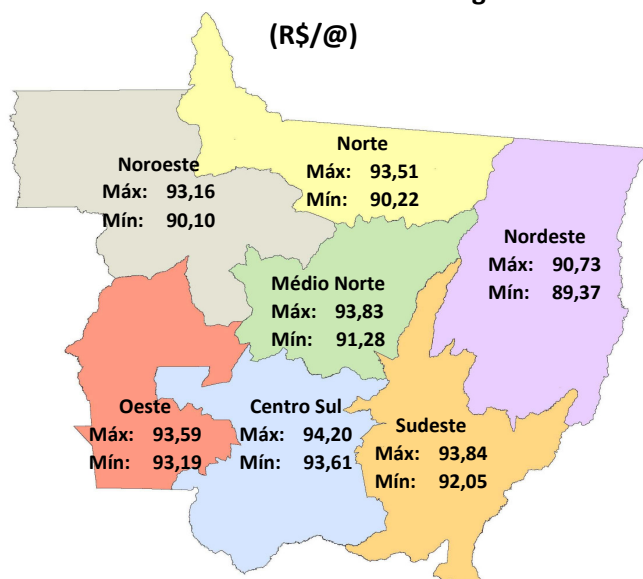 (R$/@)
Norte
Máx: 93,51
Mín: 90,22
Noroeste
Máx: 93,16
Mín: 90,10
Nordeste
Máx: 90,73
Mín: 89,37
Médio Norte
Máx: 93,83
Mín: 91,28
Oeste
Máx: 93,59
Mín: 93,19
Centro Sul
Máx: 94,20
Mín: 93,61
Sudeste
Máx: 93,84
Mín: 92,05